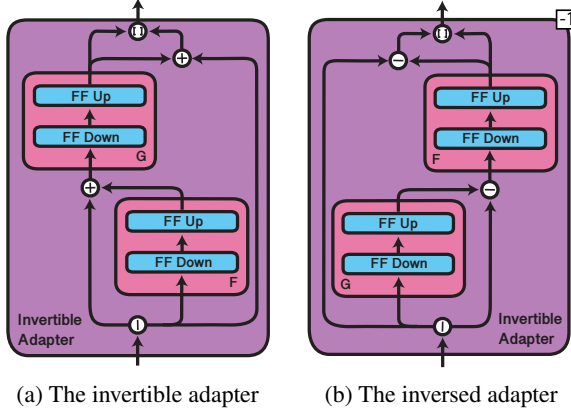 -1
FF Up
FF Down
G
FF Up
FF Down
F
Invertible
Adapter
FF Up
FF Down
F
FF Up
FF Down
G
Invertible
Adapter
(a) The invertible adapter
(b) The inversed adapter